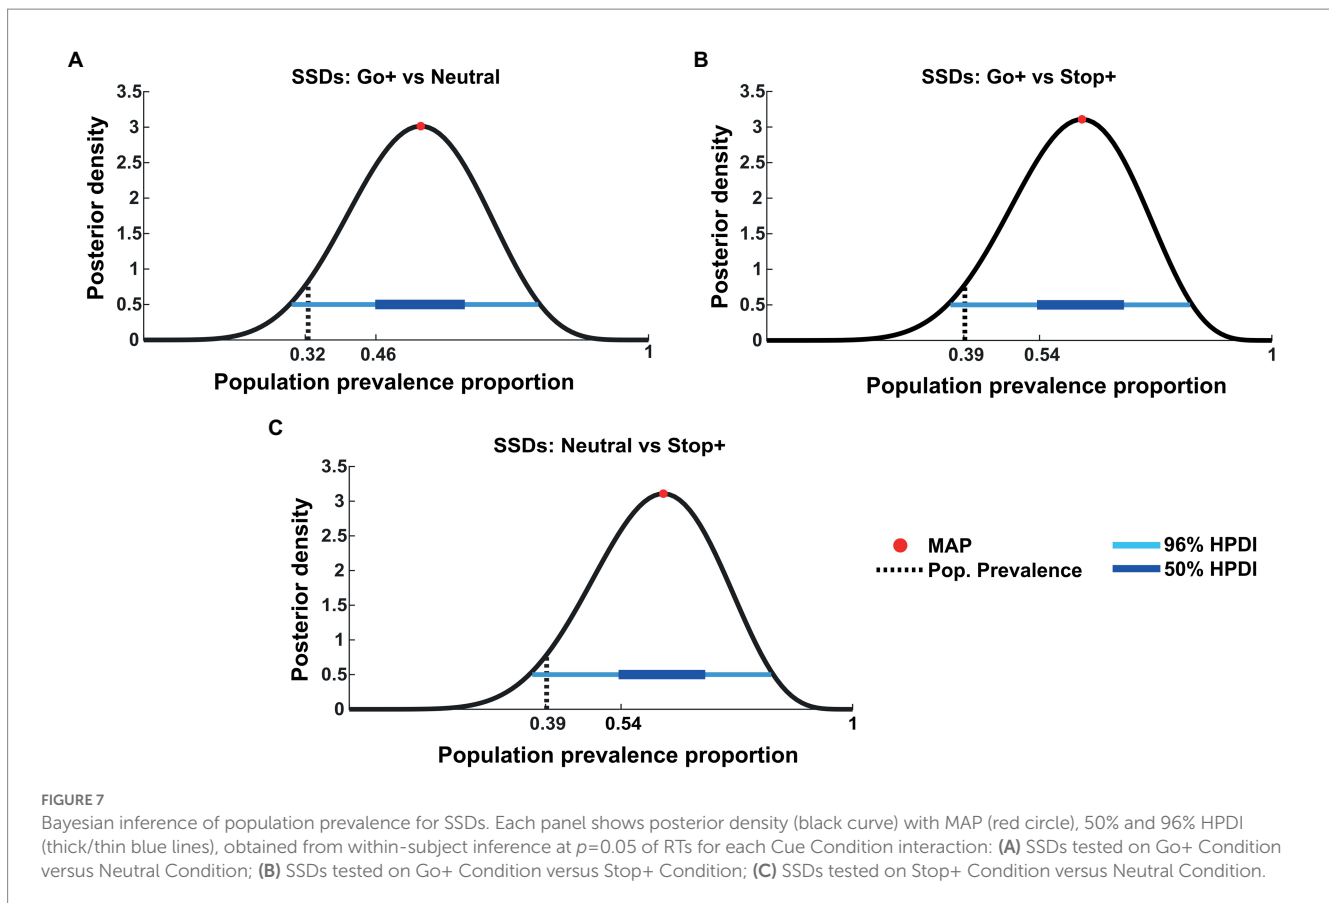 A
SSDs: Go+ vs Neutral
3.5
3
2.5
2
1.5
1
0.5
0
Posterior density
0.32
0.46
1
Population prevalence proportion
B
SSDs: Go+ vs Stop+
3.5
3
2.5
2
1.5
1
0.5
0
Posterior density
0.39
0.54
1
Population prevalence proportion
C
SSDs: Neutral vs Stop+
3.5
3
2.5
2
1.5
1
0.5
0
Posterior density
0.39
0.54
1
Population prevalence proportion
MAP
Pop. Prevalence
96% HPDI
50% HPDI
FIGURE 7
Bayesian inference of population prevalence for SSDs. Each panel shows posterior density (black curve) with MAP (red circle), 50% and 96% HPDI
(thick/thin blue lines), obtained from within-subject inference at p=0.05 of RTs for each Cue Condition interaction: (A) SSDs tested on Go+ Condition
versus Neutral Condition; (B) SSDs tested on Go+ Condition versus Stop+ Condition; (C) SSDs tested on Stop+ Condition versus Neutral Condition.